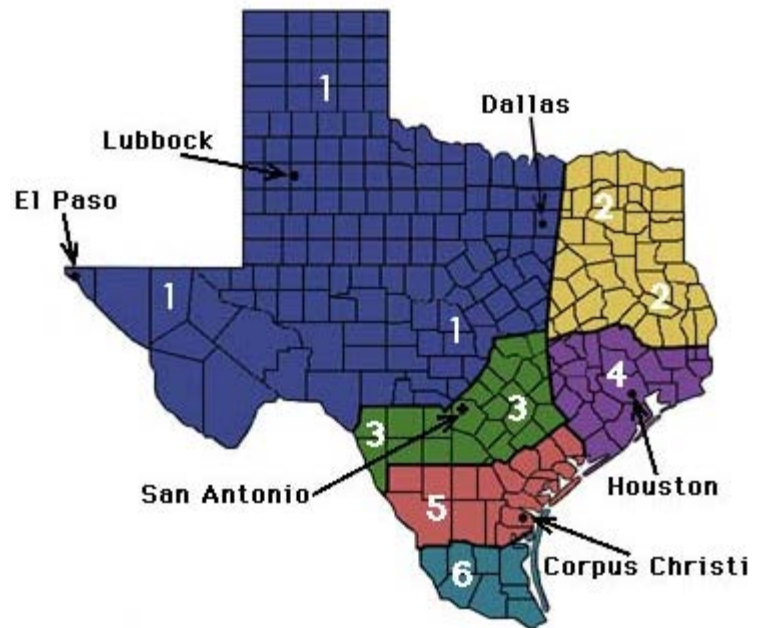 1
Dallas
Lubbock
2
El Paso
1
2
1
4
3
3
San Antonio
5
Houston
Corpus Christi
6